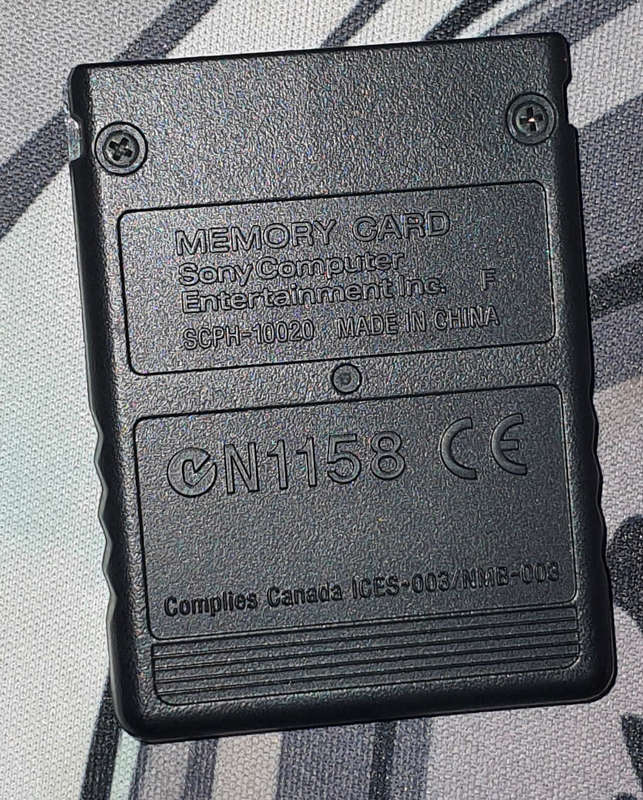 MEMORY CARD
Sony Computer
Entertainment Inc. F
SCPH-10020 MADE IN CHINA
N1158 CE
Complies Canada ICES-003/NMB-003